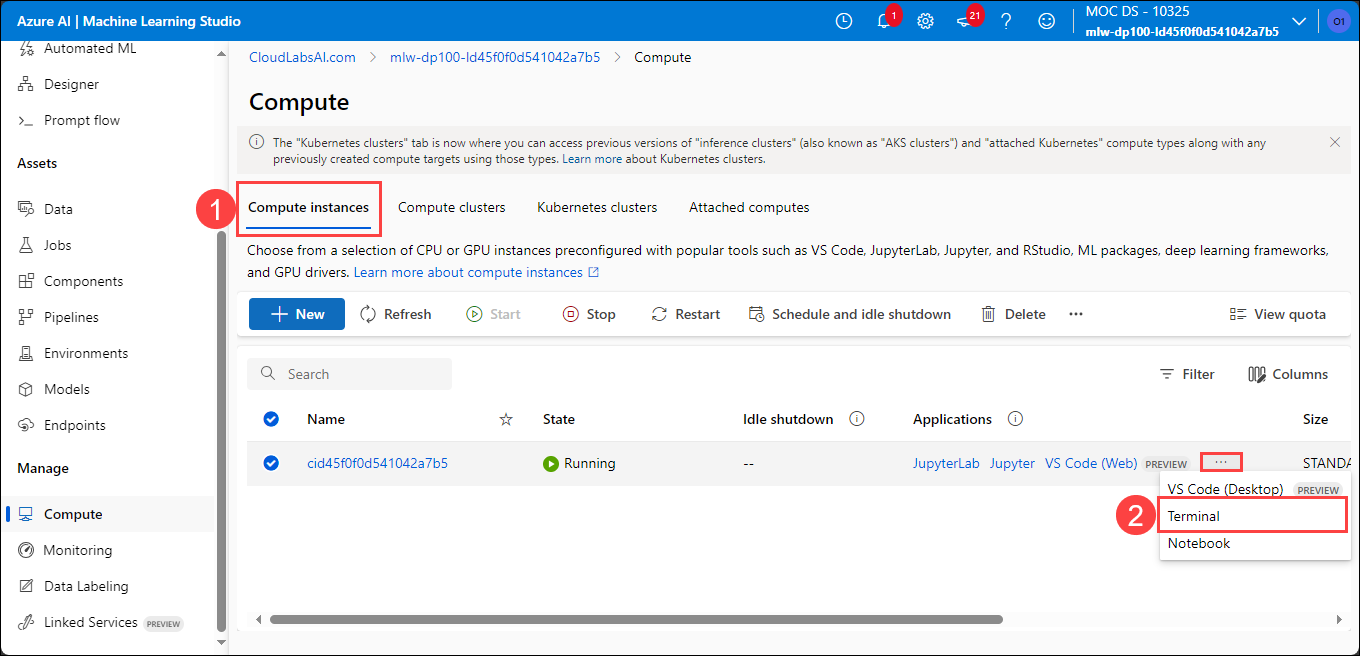 Azure AI | Machine Learning Studio
1
21
MOC DS - 10325
mlw-dp100-ld45f0f0d541042a7b5
01
Automated ML
Designer
Prompt flow
Assets
Data
Jobs
Components
Pipelines
Environments
Models
Endpoints
Manage
Compute
Monitoring
Data Labeling
Linked Services PREVIEW
CloudLabsAI.com > mlw-dp100-ld45f0f0d541042a7b5 > Compute
Compute
The "Kubernetes clusters" tab is now where you can access previous versions of "inference clusters" (also known as "AKS clusters") and "attached Kubernetes" compute types along with any
previously created compute targets using those types. Learn more about Kubernetes clusters.
1
Compute instances Compute clusters Kubernetes clusters Attached computes
Choose from a selection of CPU or GPU instances preconfigured with popular tools such as VS Code, JupyterLab, Jupyter, and RStudio, ML packages, deep learning frameworks,
and GPU drivers. Learn more about compute instances
+ New Refresh Start Stop Restart Schedule and idle shutdown Delete ... View quota
Search
Filter Columns
Name State Idle shutdown Applications Size
cid45f0f0d541042a7b5 Running -- JupyterLab Jupyter VS Code (Web) PREVIEW ... STANDA
VS Code (Desktop) PREVIEW
2
Terminal
Notebook